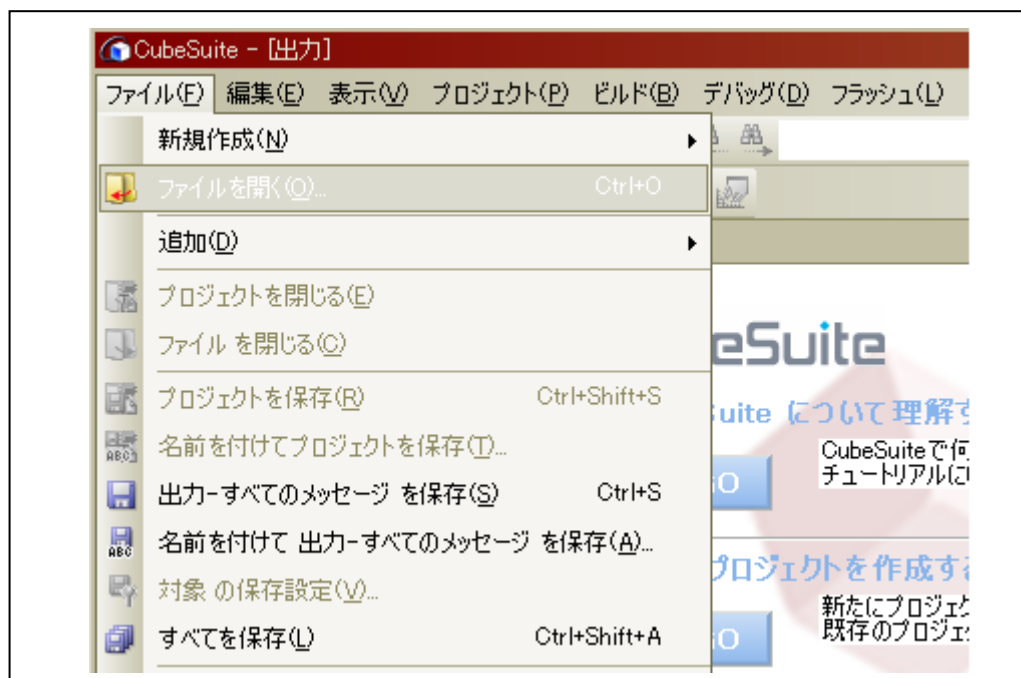 CubeSuite - [出力]
ファイル(F) 編集(E) 表示(V) プロジェクト(P) ビルド(B) デバッグ(D) フラッシュ(L)
新規作成(N)
ファイルを開く(O)... Ctrl+O
追加(D)
プロジェクトを閉じる(E)
ファイル を閉じる(C)
eSuite
プロジェクトを保存(R) Ctrl+Shift+S
uite について理解す
名前を付けてプロジェクトを保存(T)...
CubeSuiteで
チュートリアル
GO
出力-すべてのメッセージ を保存(S) Ctrl+S
ABC 名前を付けて 出力-すべてのメッセージ を保存(A)...
プロジェクトを作成す
対象 の保存設定(V)...
新たにプロジェク
既存のプロジェ
GO
すべてを保存(L) Ctrl+Shift+A